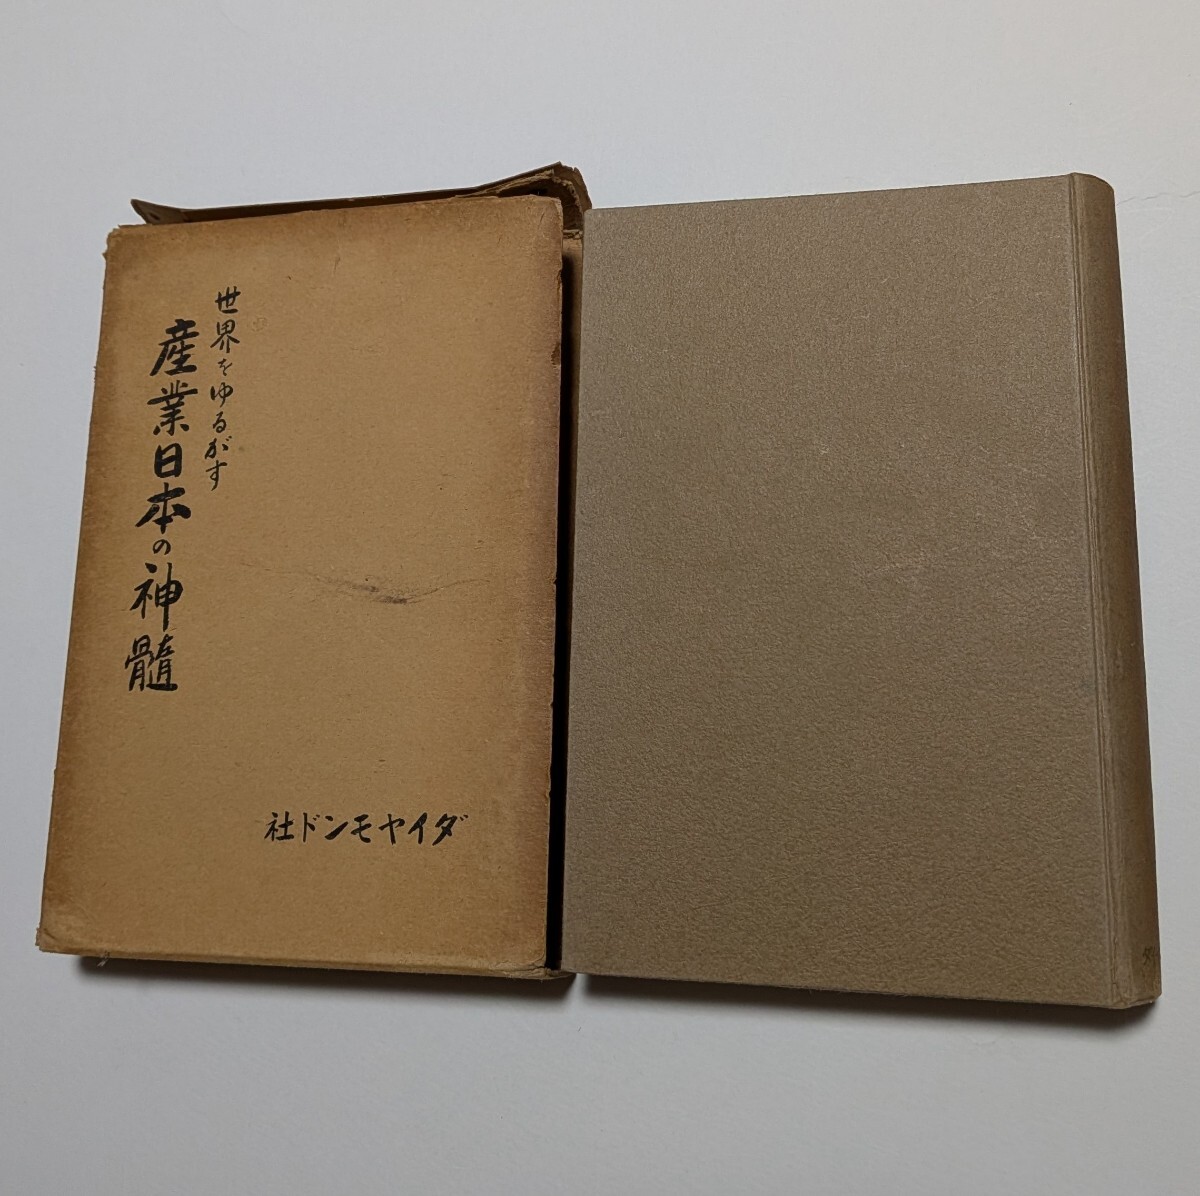 世界をゆるがす
産業日本の神髄
ダイヤモンド社